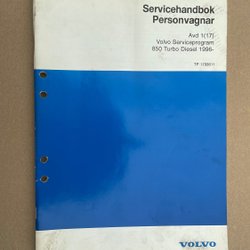 Servicehandbok
Personvagnar
Avd 1(17)
Volvo Serviceprogram
850 Turbo Diesel 1996-
VOLVO